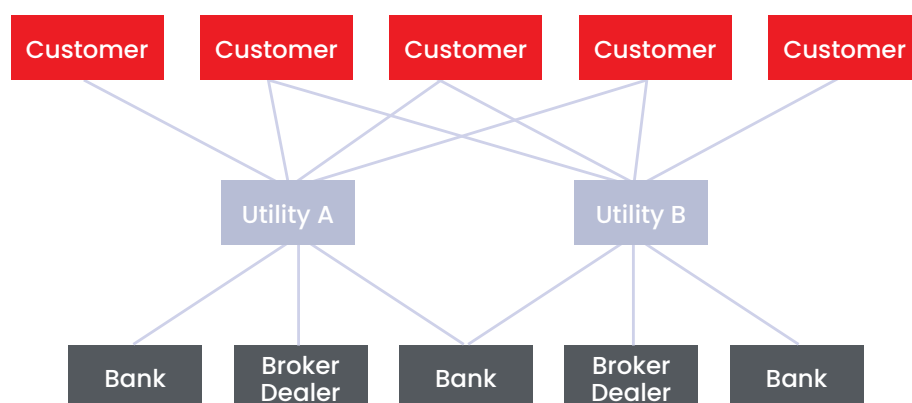 Customer
Customer
Customer
Customer
Customer
Utility A
Utility B
Bank
Broker
Dealer
Bank
Broker
Dealer
Bank